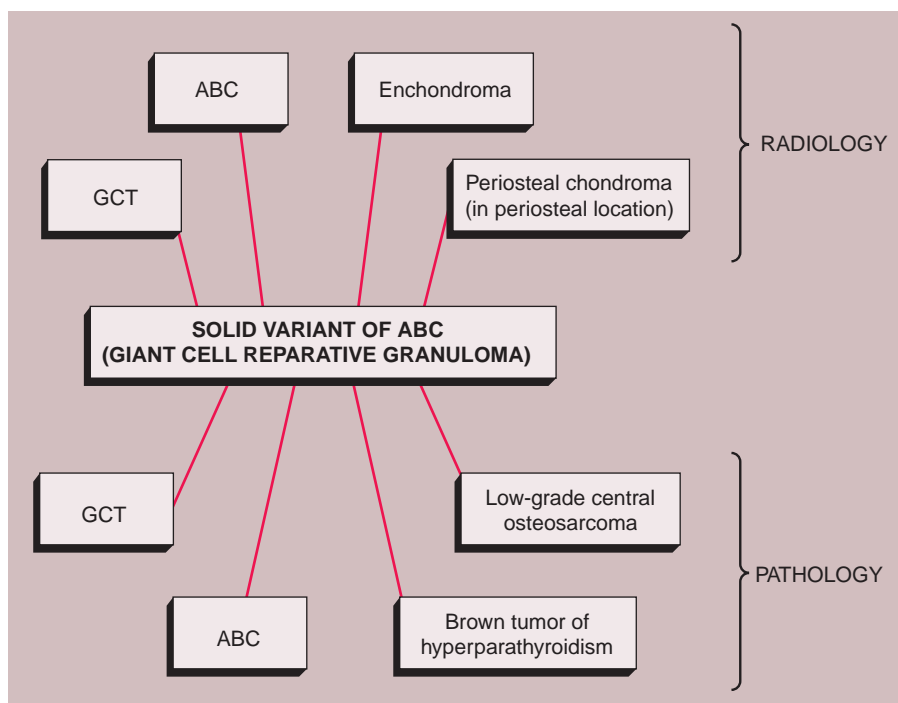 ABC
Enchondroma
RADIOLOGY
GCT
Periosteal chondroma
(in periosteal location)
SOLID VARIANT OF ABC
(GIANT CELL REPARATIVE GRANULOMA)
GCT
Low-grade central
osteosarcoma
PATHOLOGY
ABC
Brown tumor of
hyperparathyroidism